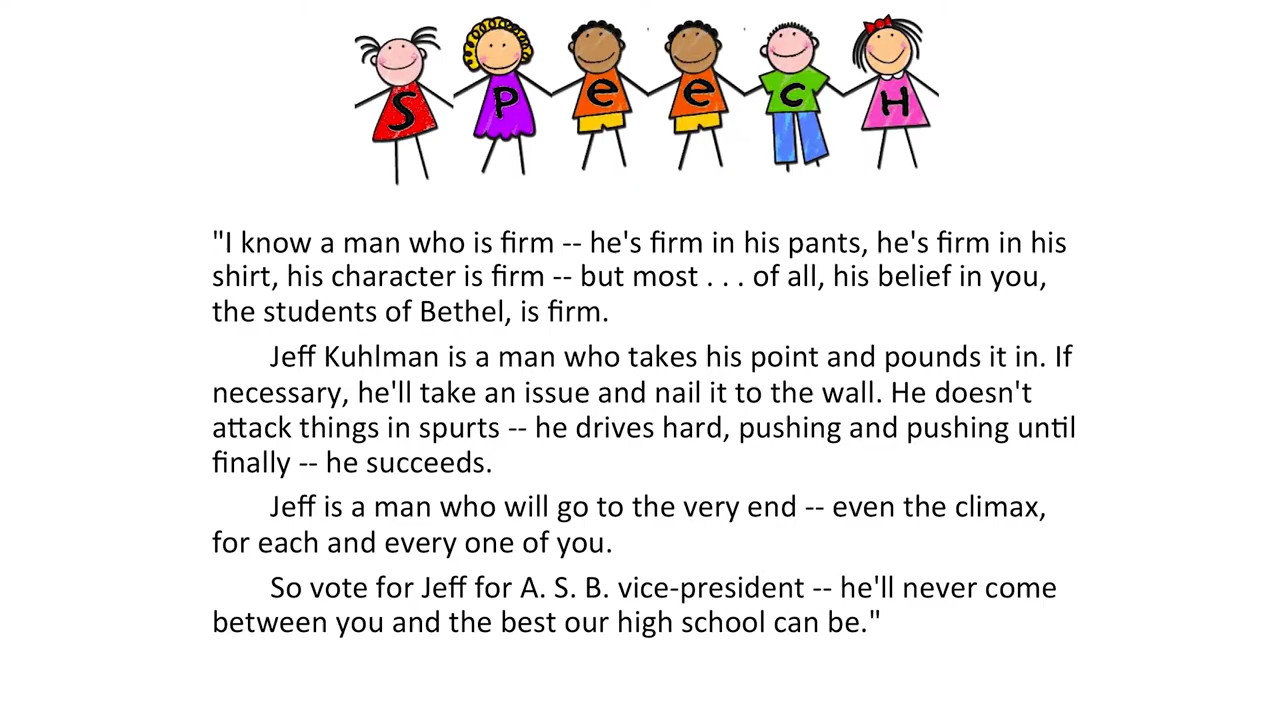 SPeecH
"I know a man who is firm -- he's firm in his pants, he's firm in his
shirt, his character is firm -- but most . . . of all, his belief in you,
the students of Bethel, is firm.
Jeff Kuhlman is a man who takes his point and pounds it in. If
necessary, he'll take an issue and nail it to the wall. He doesn't
attack things in spurts -- he drives hard, pushing and pushing until
finally -- he succeeds.
Jeff is a man who will go to the very end -- even the climax,
for each and every one of you.
So vote for Jeff for A. S. B. vice-president -- he'll never come
between you and the best our high school can be."